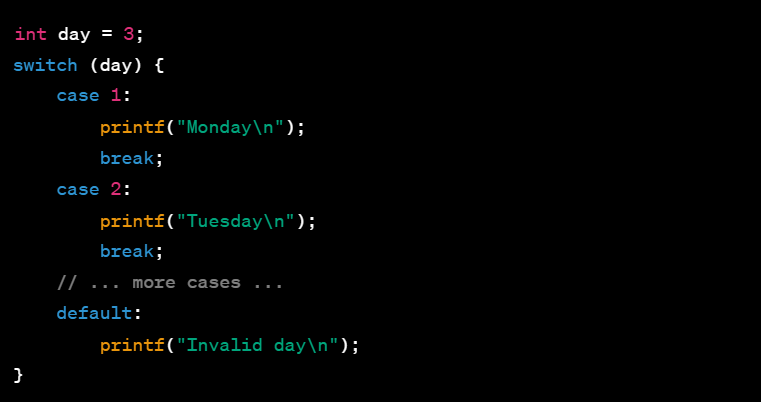 int day = 3;
switch (day) {
    case 1:
        printf("Monday\n");
        break;
    case 2:
        printf("Tuesday\n");
        break;
    // ... more cases ...
    default:
        printf("Invalid day\n");
}